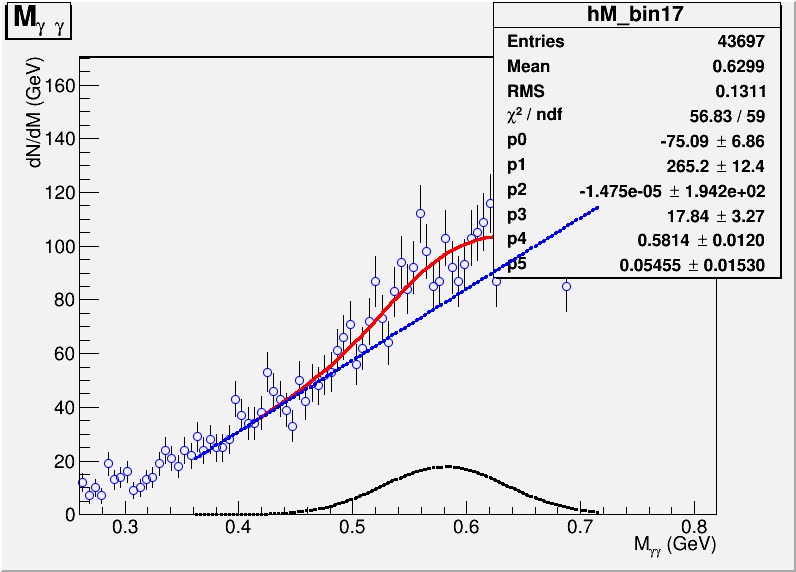 M γ γ
hM_bin17
Entries 43697
Mean 0.6299
RMS 0.1311
χ² / ndf 56.83 / 59
p0 -75.09 ± 6.86
p1 265.2 ± 12.4
p2 -1.475e-05 ± 1.942e+02
p3 17.84 ± 3.27
p4 0.5814 ± 0.0120
p5 0.05455 ± 0.01530
dN/dM (GeV)
160
140
120
100
80
60
40
20
0
0.3 0.4 0.5 0.6 0.7 0.8
Mγγ (GeV)